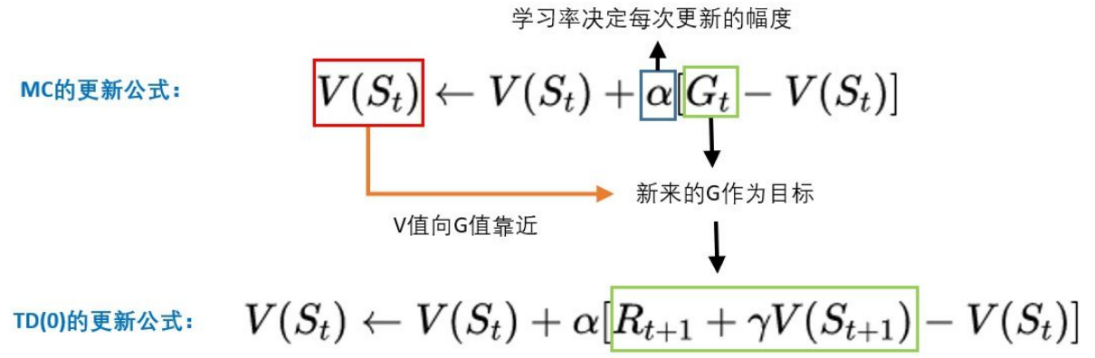 学习率决定每次更新的幅度
MC的更新公式： V(S_t) ← V(S_t) + α[G_t − V(S_t)]
新来的G作为目标
V值向G值靠近
TD(0)的更新公式： V(S_t) ← V(S_t) + α[R_{t+1} + γV(S_{t+1}) − V(S_t)]